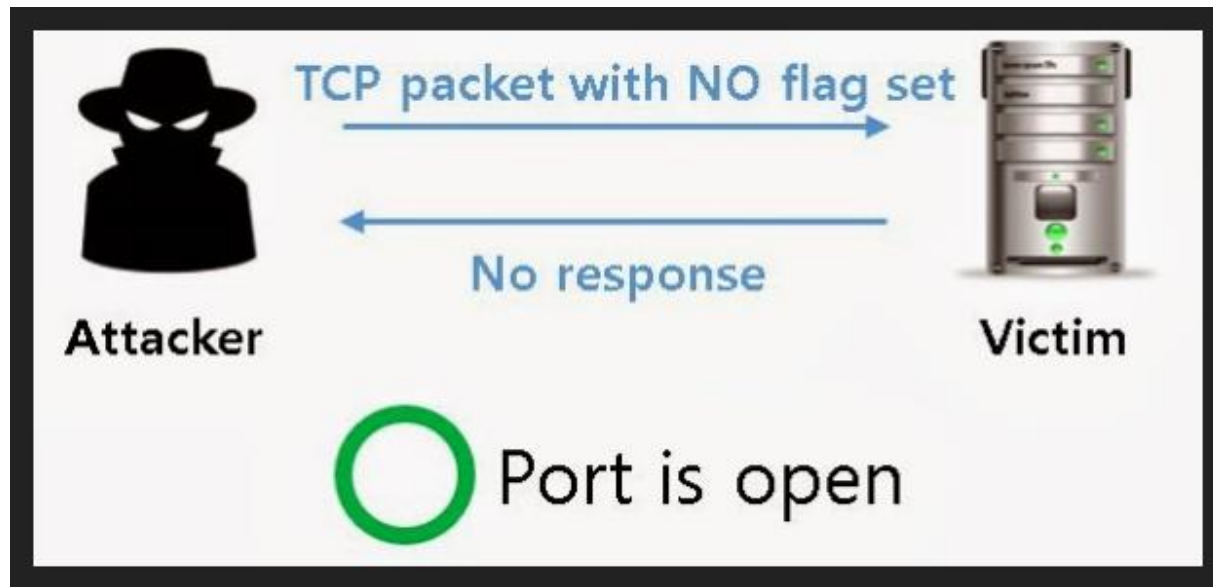 TCP packet with NO flag set
No response
Attacker
Victim
Port is open